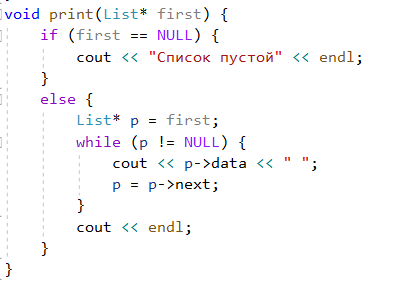 void print(List* first) {
    if (first == NULL) {
        cout << "Список пустой" << endl;
    }
    else {
        List* p = first;
        while (p != NULL) {
            cout << p->data << " ";
            p = p->next;
        }
        cout << endl;
    }
}